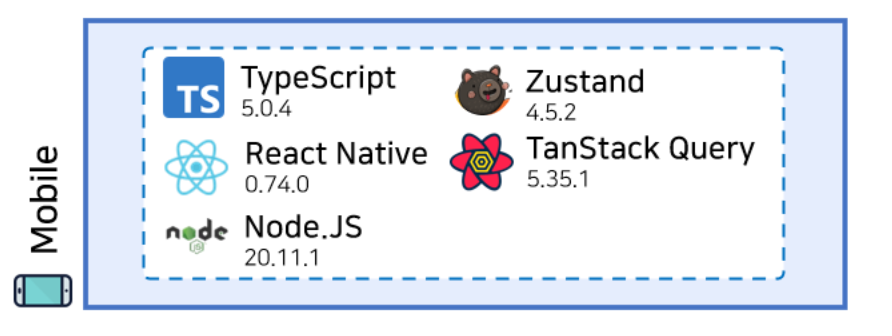 Mobile
TS
TypeScript
5.0.4
Zustand
4.5.2
React Native
0.74.0
TanStack Query
5.35.1
node
JS
Node.JS
20.11.1